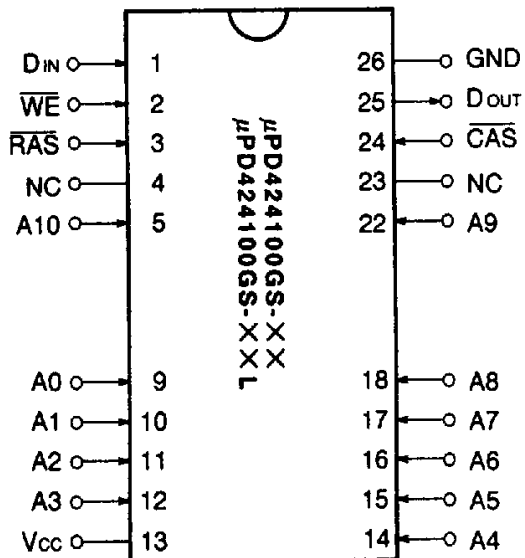 DIN 1 26 GND
WE 2 25 DOUT
RAS 3 24 CAS
NC 4 23 NC
A10 5 22 A9
μPD424100GS-××
μPD424100GS-××L
A0 9 18 A8
A1 10 17 A7
A2 11 16 A6
A3 12 15 A5
Vcc 13 14 A4